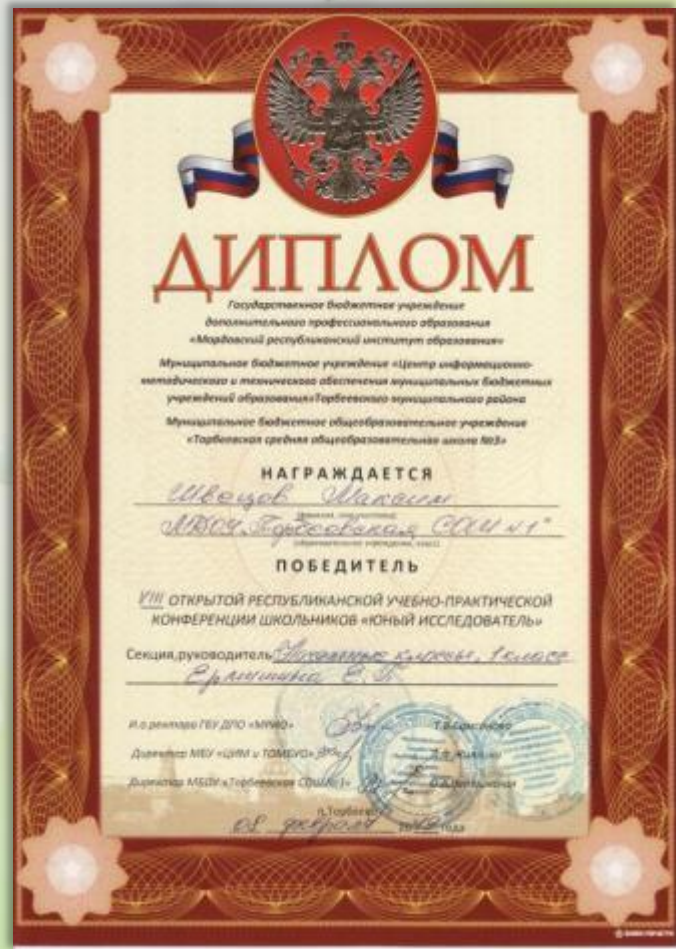 ДИПЛОМ
Государственное бюджетное учреждение
дополнительного профессионального образования
«Мордовский республиканский институт образования»
Муниципальное бюджетное учреждение «Центр информационно-
методического и технического обеспечения муниципальных бюджетных
учреждений образования»Торбеевского муниципального района
Муниципальное бюджетное общеобразовательное учреждение
«Торбеевская средняя общеобразовательная школа №3»
НАГРАЖДАЕТСЯ
Швецов Максим
МБОУ "Торбеевская СОШ №1"
ПОБЕДИТЕЛЬ
VIII ОТКРЫТОЙ РЕСПУБЛИКАНСКОЙ УЧЕБНО-ПРАКТИЧЕСКОЙ
КОНФЕРЕНЦИИ ШКОЛЬНИКОВ «ЮНЫЙ ИССЛЕДОВАТЕЛЬ»
Секция,руководитель Начальные классы, 1 класс
С.П.
И.о ректора ГБУ ДПО «МРИО»
Директор МБУ «ЦИМ и ТОМБУО»
Директор МБОУ «Торбеевская СОШ
п.Торбеево
08 февраля года